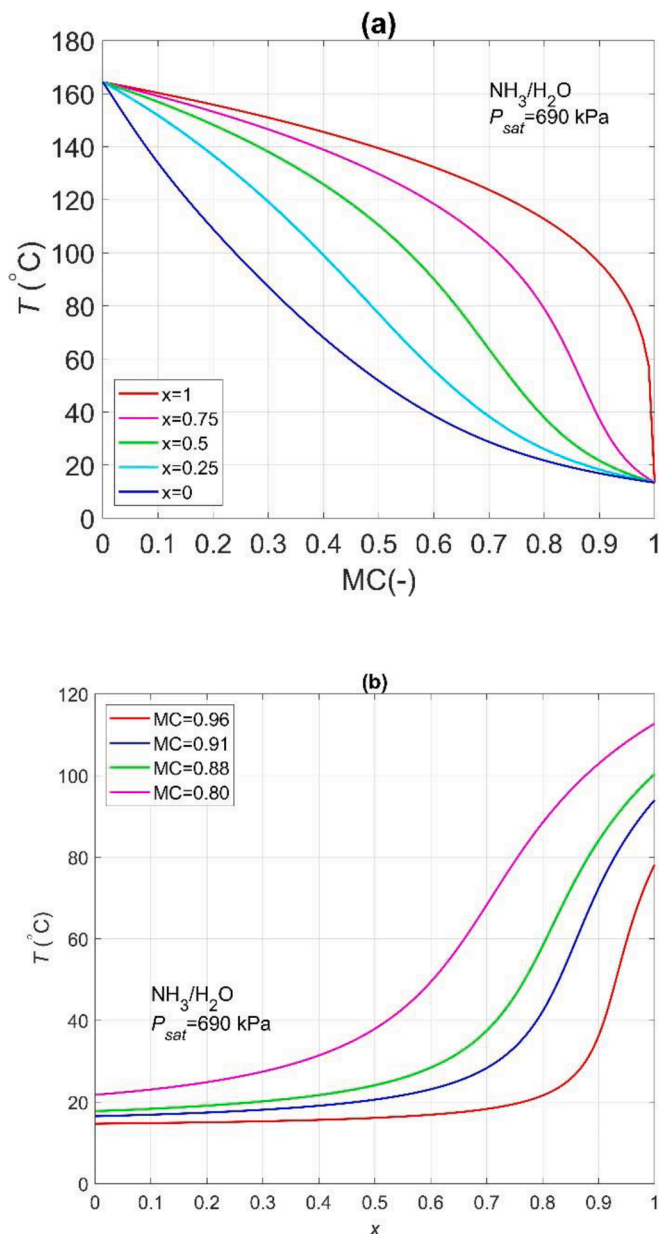 (a)
180
160
140
120
100
80
60
40
20
0
T (°C)
NH3/H2O
Psat=690 kPa
x=1
x=0.75
x=0.5
x=0.25
x=0
0 0.1 0.2 0.3 0.4 0.5 0.6 0.7 0.8 0.9 1
MC(-)
(b)
120
100
80
60
40
20
0
T (°C)
MC=0.96
MC=0.91
MC=0.88
MC=0.80
NH3/H2O
Psat=690 kPa
0 0.1 0.2 0.3 0.4 0.5 0.6 0.7 0.8 0.9 1
x